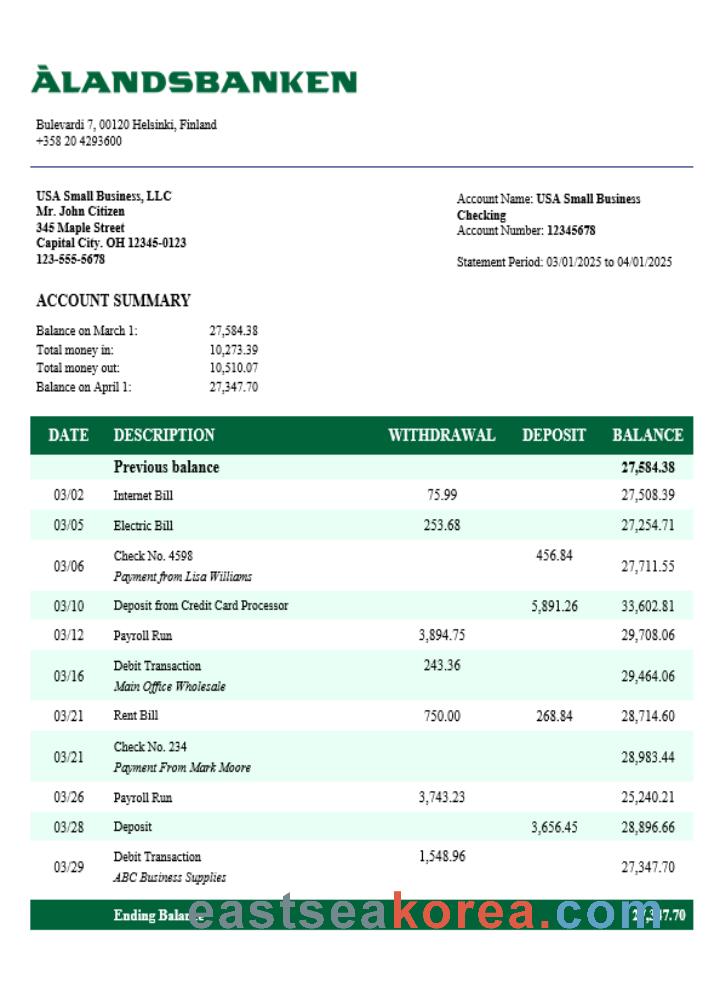 ÀLANDSBANKEN
Bulevardi 7, 00120 Helsinki, Finland
+358 20 4293600
USA Small Business, LLC
Mr. John Citizen
345 Maple Street
Capital City. OH 12345-0123
123-555-5678
Account Name: USA Small Business
Checking
Account Number: 12345678
Statement Period: 03/01/2025 to 04/01/2025
ACCOUNT SUMMARY
Balance on March 1: 27,584.38
Total money in: 10,273.39
Total money out: 10,510.07
Balance on April 1: 27,347.70
DATE DESCRIPTION WITHDRAWAL DEPOSIT BALANCE
Previous balance 27,584.38
03/02 Internet Bill 75.99 27,508.39
03/05 Electric Bill 253.68 27,254.71
03/06 Check No. 4598 456.84 27,711.55
Payment from Lisa Williams
03/10 Deposit from Credit Card Processor 5,891.26 33,602.81
03/12 Payroll Run 3,894.75 29,708.06
03/16 Debit Transaction 243.36 29,464.06
Main Office Wholesale
03/21 Rent Bill 750.00 268.84 28,714.60
03/21 Check No. 234 28,983.44
Payment From Mark Moore
03/26 Payroll Run 3,743.23 25,240.21
03/28 Deposit 3,656.45 28,896.66
03/29 Debit Transaction 1,548.96 27,347.70
ABC Business Supplies
Ending Balance 27,347.70
eastseakorea.com